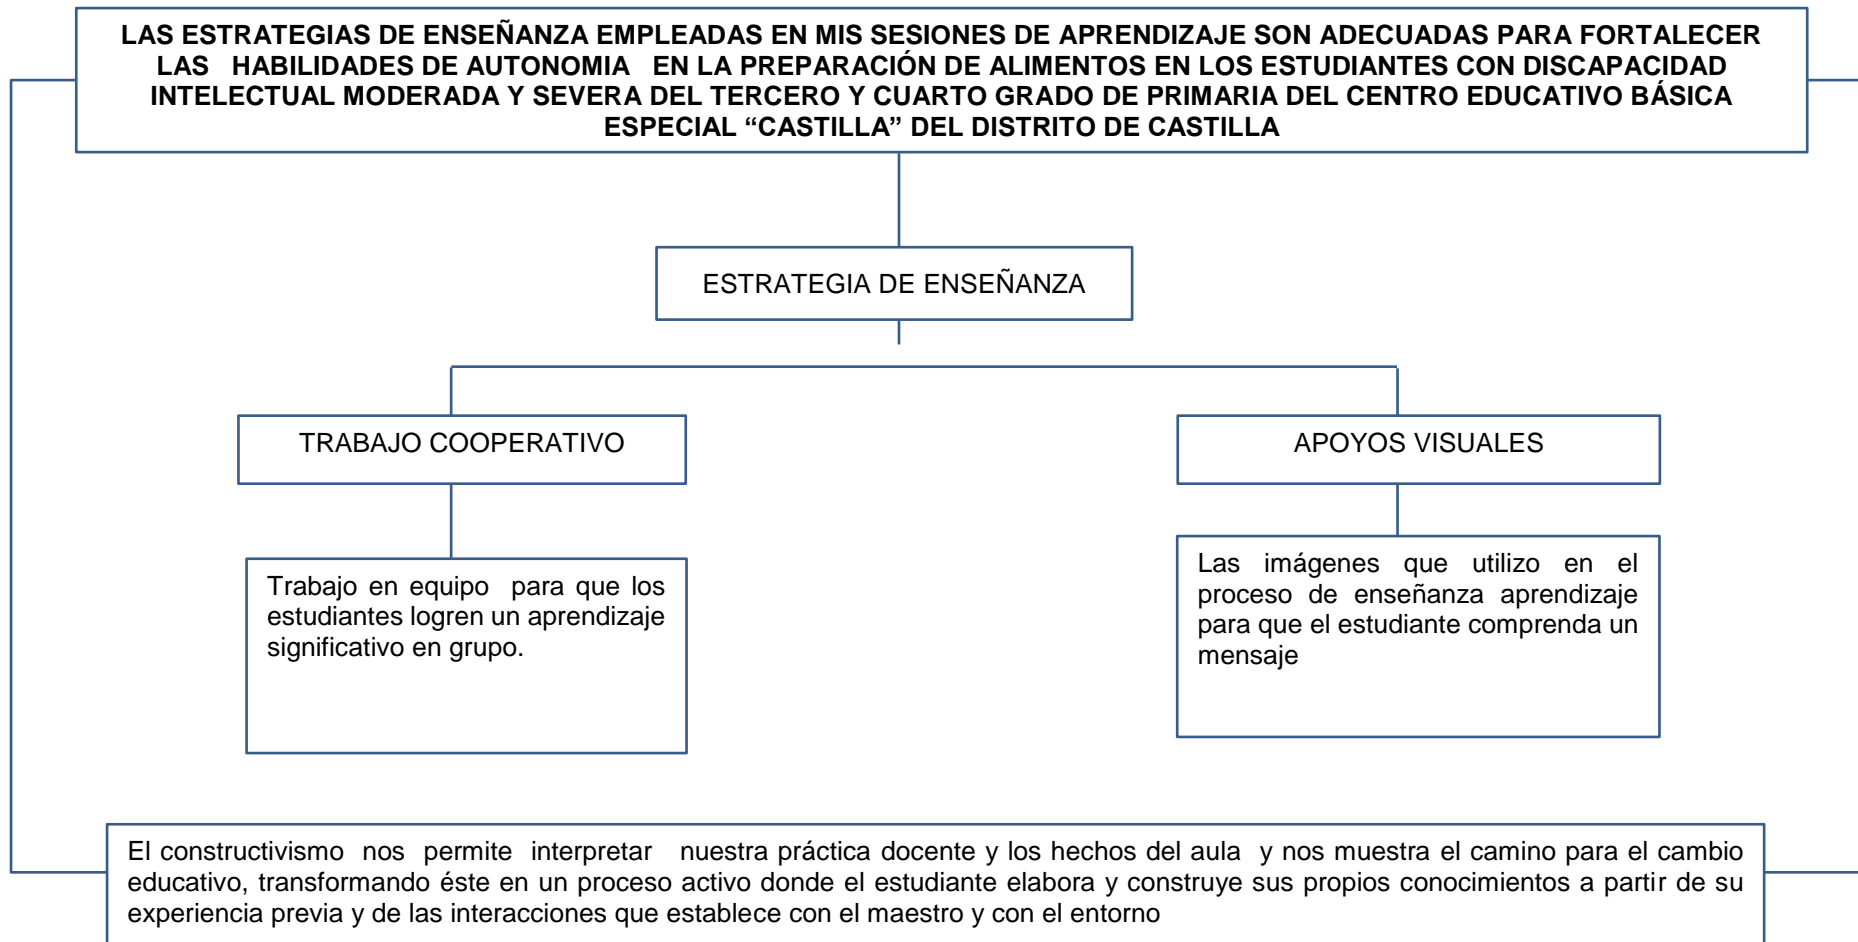 LAS ESTRATEGIAS DE ENSEÑANZA EMPLEADAS EN MIS SESIONES DE APRENDIZAJE SON ADECUADAS PARA FORTALECER
LAS HABILIDADES DE AUTONOMIA EN LA PREPARACIÓN DE ALIMENTOS EN LOS ESTUDIANTES CON DISCAPACIDAD
INTELECTUAL MODERADA Y SEVERA DEL TERCERO Y CUARTO GRADO DE PRIMARIA DEL CENTRO EDUCATIVO BÁSICA
ESPECIAL “CASTILLA” DEL DISTRITO DE CASTILLA
ESTRATEGIA DE ENSEÑANZA
TRABAJO COOPERATIVO
APOYOS VISUALES
Trabajo en equipo para que los
estudiantes logren un aprendizaje
significativo en grupo.
Las imágenes que utilizo en el
proceso de enseñanza aprendizaje
para que el estudiante comprenda un
mensaje
El constructivismo nos permite interpretar nuestra práctica docente y los hechos del aula y nos muestra el camino para el cambio
educativo, transformando éste en un proceso activo donde el estudiante elabora y construye sus propios conocimientos a partir de su
experiencia previa y de las interacciones que establece con el maestro y con el entorno